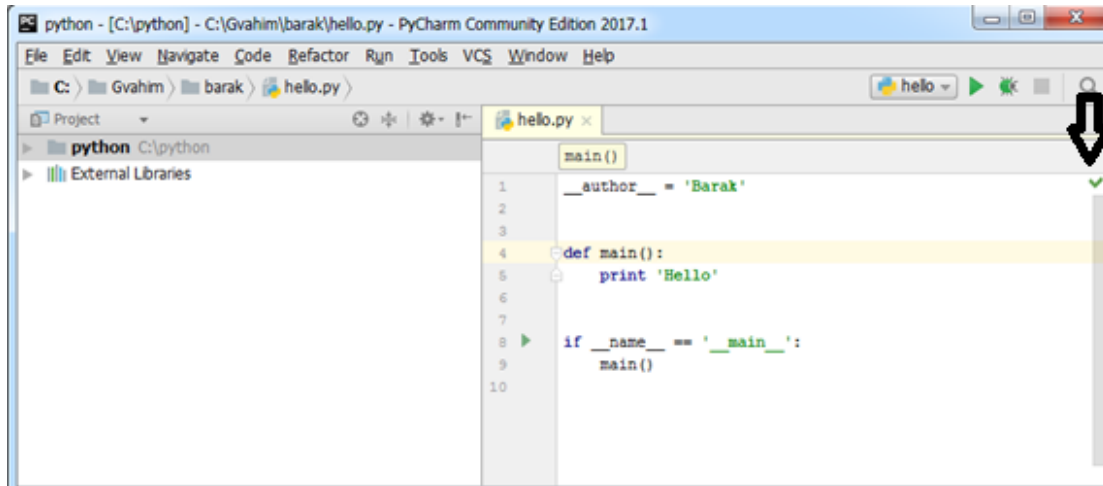 PC python - [C:\python] - C:\Gvahim\barak\hello.py - PyCharm Community Edition 2017.1
File Edit View Navigate Code Refactor Run Tools VCS Window Help
C: Gvahim barak hello.py hello
Project hello.py
python C:\python
External Libraries
main()
1 __author__ = 'Barak'
2
3
4 def main():
5 print 'Hello'
6
7
8 if __name__ == '__main__':
9 main()
10